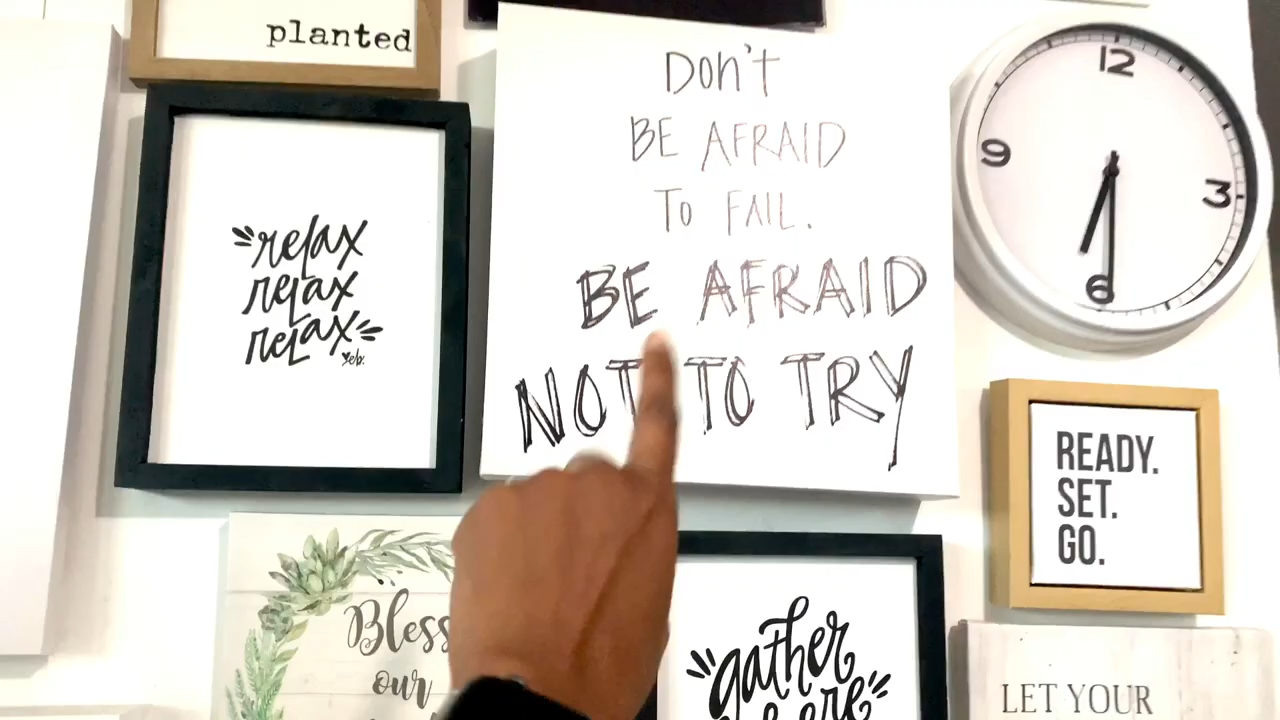 planted
relax
relax
relax
Don't
BE AFRAID
TO FAIL.
BE AFRAID
NOT TO TRY
12
9
3
6
READY.
SET.
GO.
Bless
our
gather
here
LET YOUR